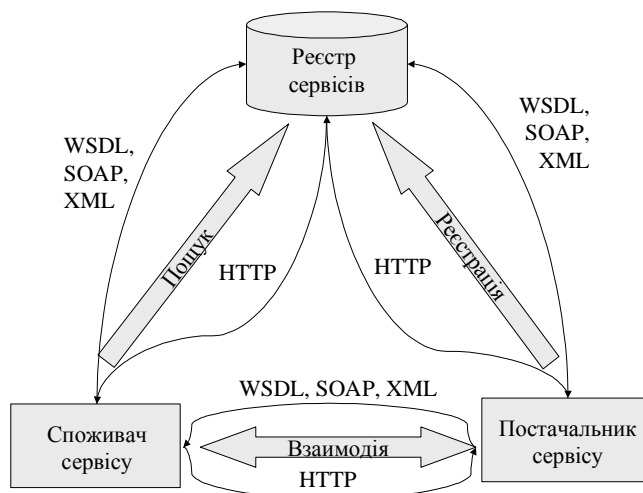 Реєстр
сервісів
WSDL,
SOAP,
XML
WSDL,
SOAP,
XML
Пошук
Реєстрація
HTTP
HTTP
WSDL, SOAP, XML
Споживач
сервісу
Взаимодія
HTTP
Постачальник
сервісу